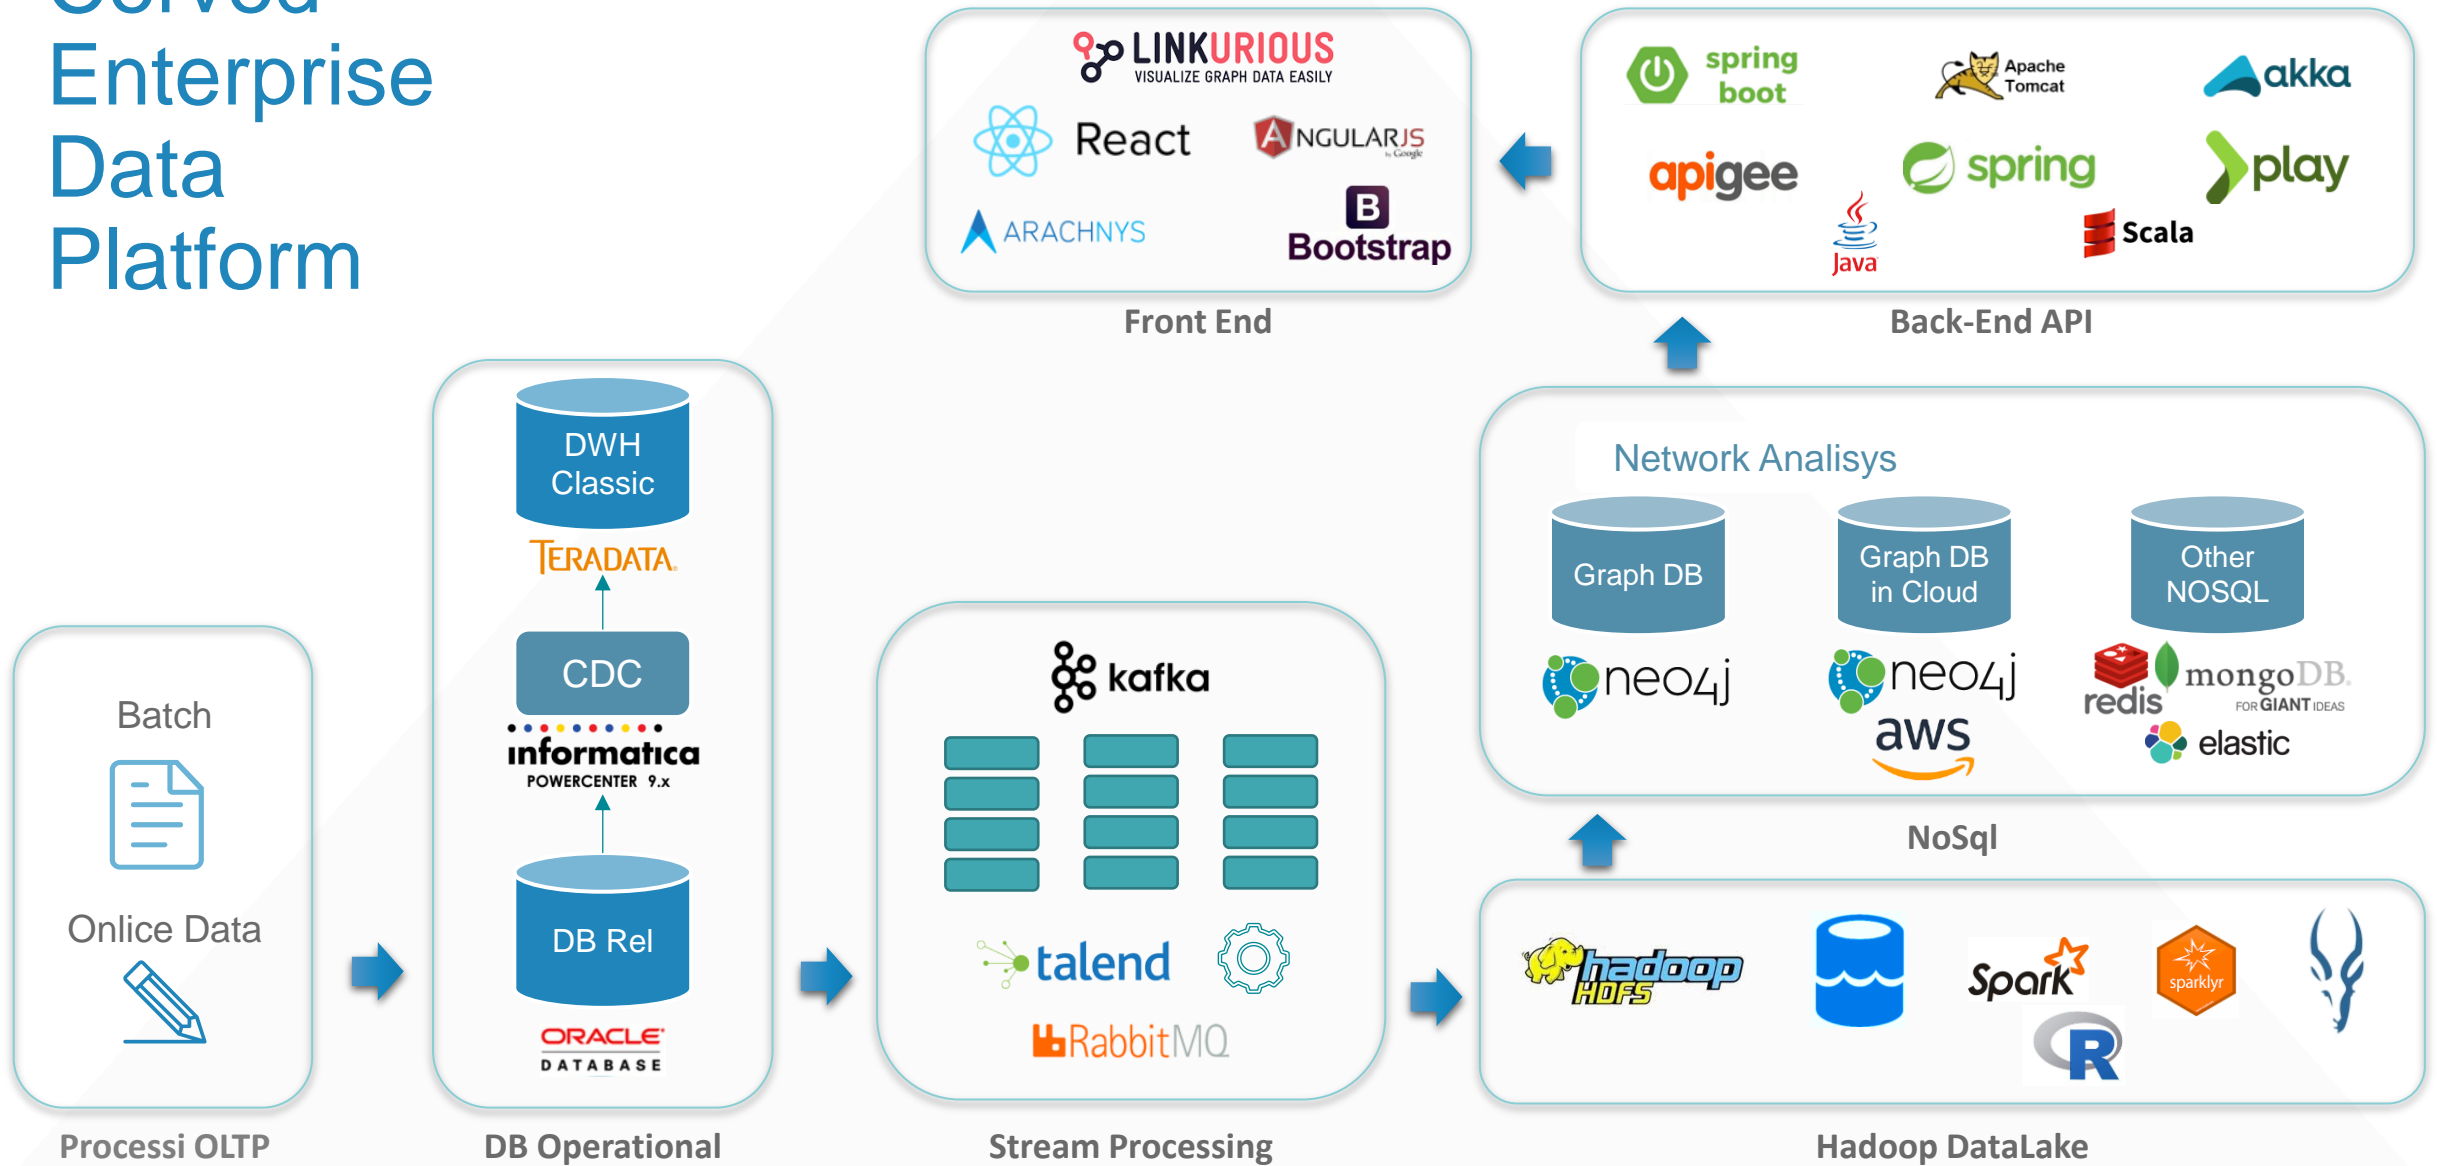 Enterprise
Data
Platform
LINKURIOUS
VISUALIZE GRAPH DATA EASILY
React
ANGULARJS
by Google
ARACHNYS
B
Bootstrap
Front End
spring
boot
Apache
Tomcat
akka
apigee
spring
play
Java
Scala
Back-End API
DWH
Classic
TERADATA.
CDC
informatica
POWERCENTER 9.x
DB Rel
ORACLE
DATABASE
DB Operational
Batch
Onlice Data
Processi OLTP
kafka
talend
RabbitMQ
Stream Processing
Network Analisys
Graph DB
Graph DB
in Cloud
Other
NOSQL
neo4j
neo4j
aws
redis
mongoDB.
FOR GIANT IDEAS
elastic
NoSql
hadoop
HDFS
Spark
R
sparklyr
Hadoop DataLake